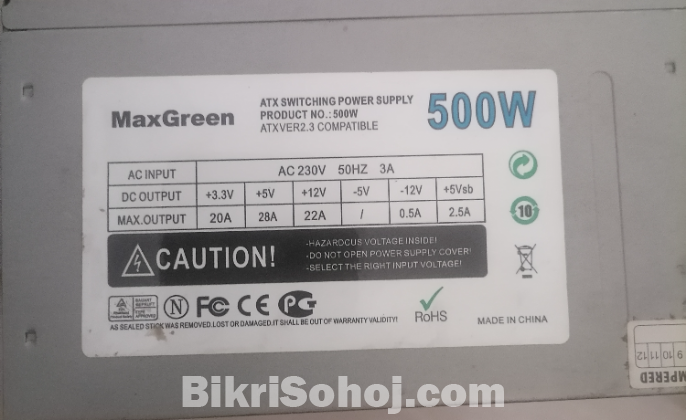 MaxGreen
ATX SWITCHING POWER SUPPLY
PRODUCT NO.:500W
ATXVER2.3 COMPATIBLE
500W
AC INPUT AC 230V 50HZ 3A
DC OUTPUT +3.3V +5V +12V -5V -12V +5Vsb
MAX.OUTPUT 20A 28A 22A / 0.5A 2.5A
CAUTION!
-HAZARDCUS VOLTAGE INSIDE!
-DO NOT OPEN POWER SUPPLY COVER!
-SELECT THE RIGHT INPUT VOLTAGE!
10
N FC CE PG
RoHS
MADE IN CHINA
AS SEALED STICK WAS REMOVED.LOST OR DAMAGED.IT SHALL BE OUT OF WARRANTY VALIDITY!
9 10 11 12
MPERED
BikriSohoj.com